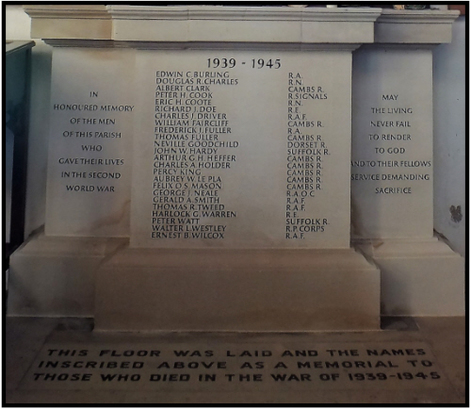 1939 - 1945
IN
HONOURED MEMORY
OF THE MEN
OF THIS PARISH
WHO
GAVE THEIR LIVES
IN THE SECOND
WORLD WAR
EDWIN C BURLING R.A.
DOUGLAS R. CHARLES R.N.
ALBERT CLARK CAMBS R.
PETER H. COOK R.SIGNALS
ERIC H. COOTE R.N.
RICHARD I. DOE R.E
CHARLES J. DRIVER R.A.F.
WILLIAM FAIRCLIFF CAMBS R.
FREDERICK J. FULLER R.A.
THOMAS FULLER CAMBS R.
NEVILLE GOODCHILD DORSET R.
JOHN W. HARDY SUFFOLK R.
ARTHUR G. H. HEFFER CAMBS R.
CHARLES A HOLDER CAMBS R.
PERCY KING CAMBS R.
AUBREY W. LE PLA CAMBS R.
FELIX O. S. MASON CAMBS R.
GEORGE J. NEALE R.A.O.C
GERALD A. SMITH R.A.F.
THOMAS R. TWEED R.A.F.
HARLOCK G. WARREN R.E.
PETER WATT SUFFOLK R.
WALTER L. WESTLEY R.P. CORPS
ERNEST B. WILCOX R.A.F.
MAY
THE LIVING
NEVER FAIL
TO RENDER
TO GOD
AND TO THEIR FELLOWS
SERVICE DEMANDING
SACRIFICE
THIS FLOOR WAS LAID AND THE NAMES
INSCRIBED ABOVE AS A MEMORIAL TO
THOSE WHO DIED IN THE WAR OF 1939-1945